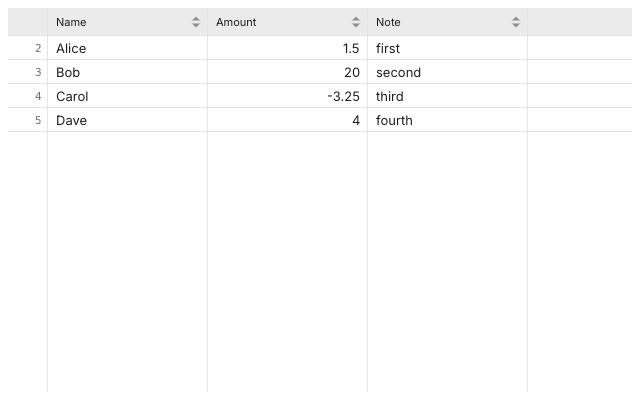 Name Amount Note
2 Alice 1.5 first
3 Bob 20 second
4 Carol -3.25 third
5 Dave 4 fourth